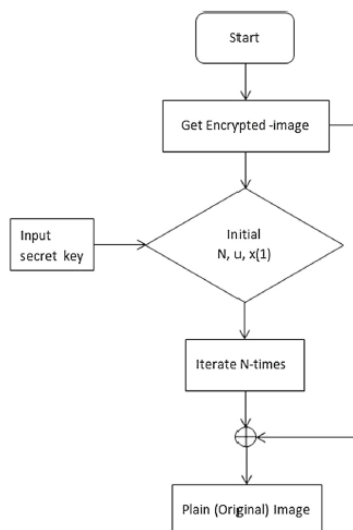 Start
Get Encrypted -image
Input
secret key
Initial
N, u, x(1)
Iterate N-times
Plain (Original) Image